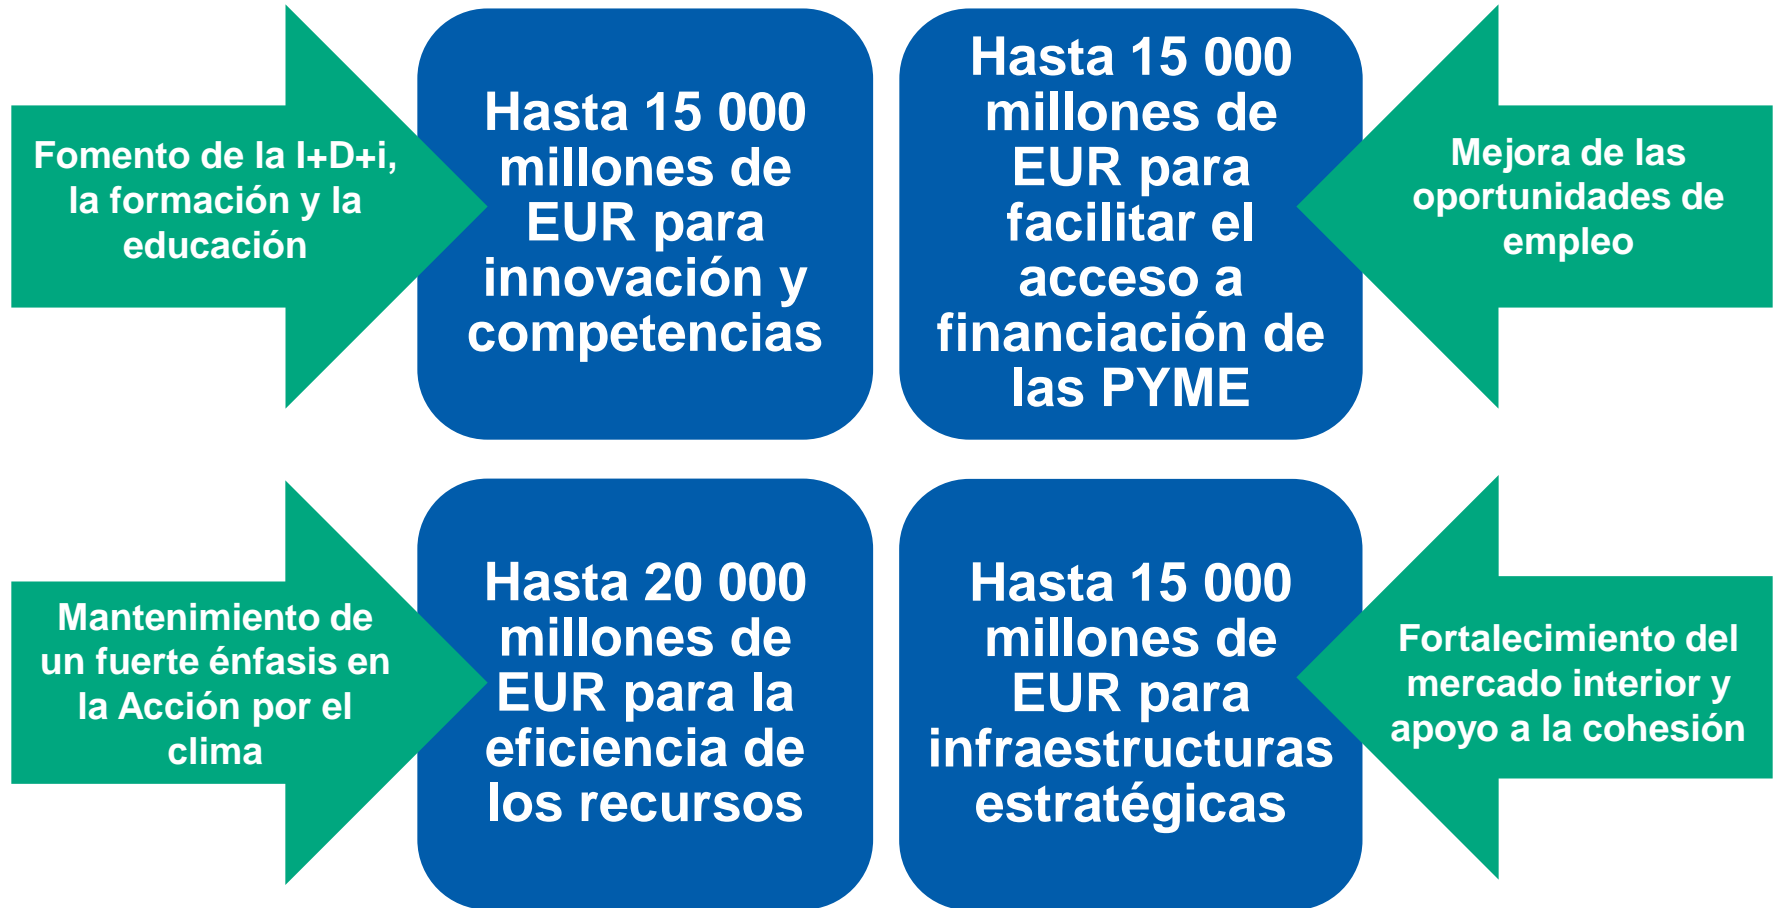 Fomento de la I+D+i,
la formación y la
educación
Hasta 15 000
millones de
EUR para
innovación y
competencias
Hasta 15 000
millones de
EUR para
facilitar el
acceso a
financiación de
las PYME
Mejora de las
oportunidades de
empleo
Mantenimiento de
un fuerte énfasis en
la Acción por el
clima
Hasta 20 000
millones de
EUR para la
eficiencia de
los recursos
Hasta 15 000
millones de
EUR para
infraestructuras
estratégicas
Fortalecimiento del
mercado interior y
apoyo a la cohesión